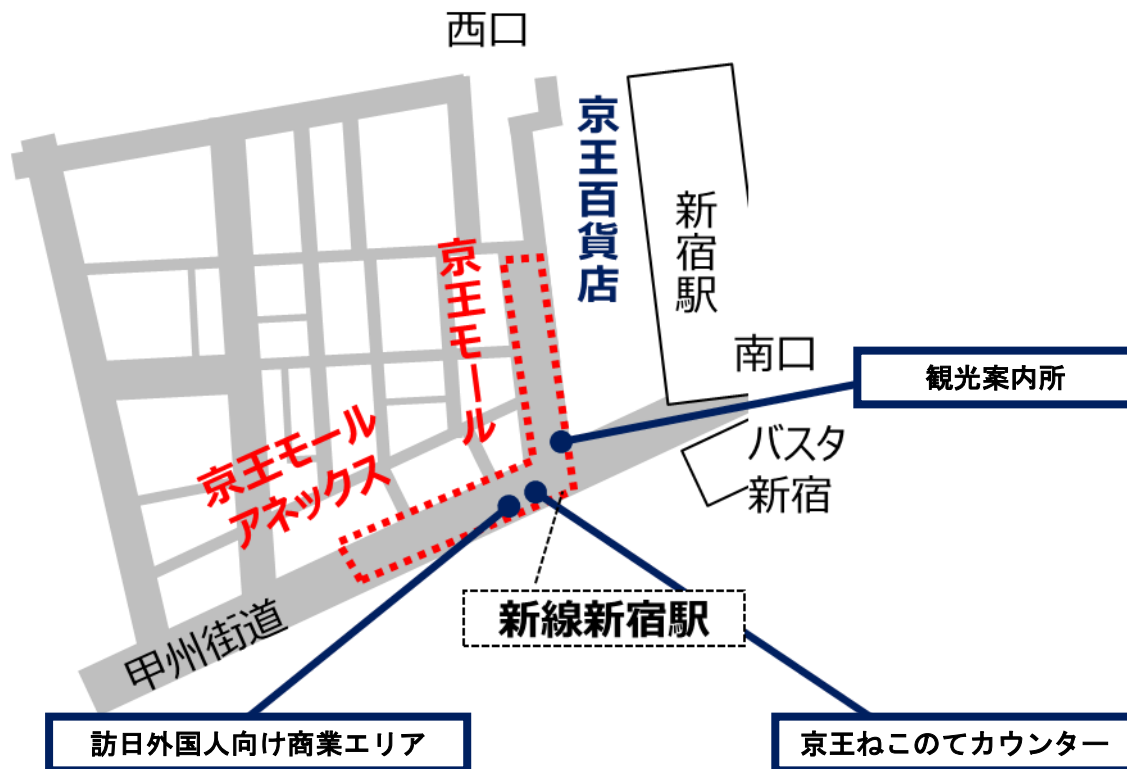 西口
京王百貨店
新宿駅
京王モール
南口
観光案内所
バスタ
新宿
京王モール
アネックス
新線新宿駅
甲州街道
訪日外国人向け商業エリア
京王ねこのてカウンター